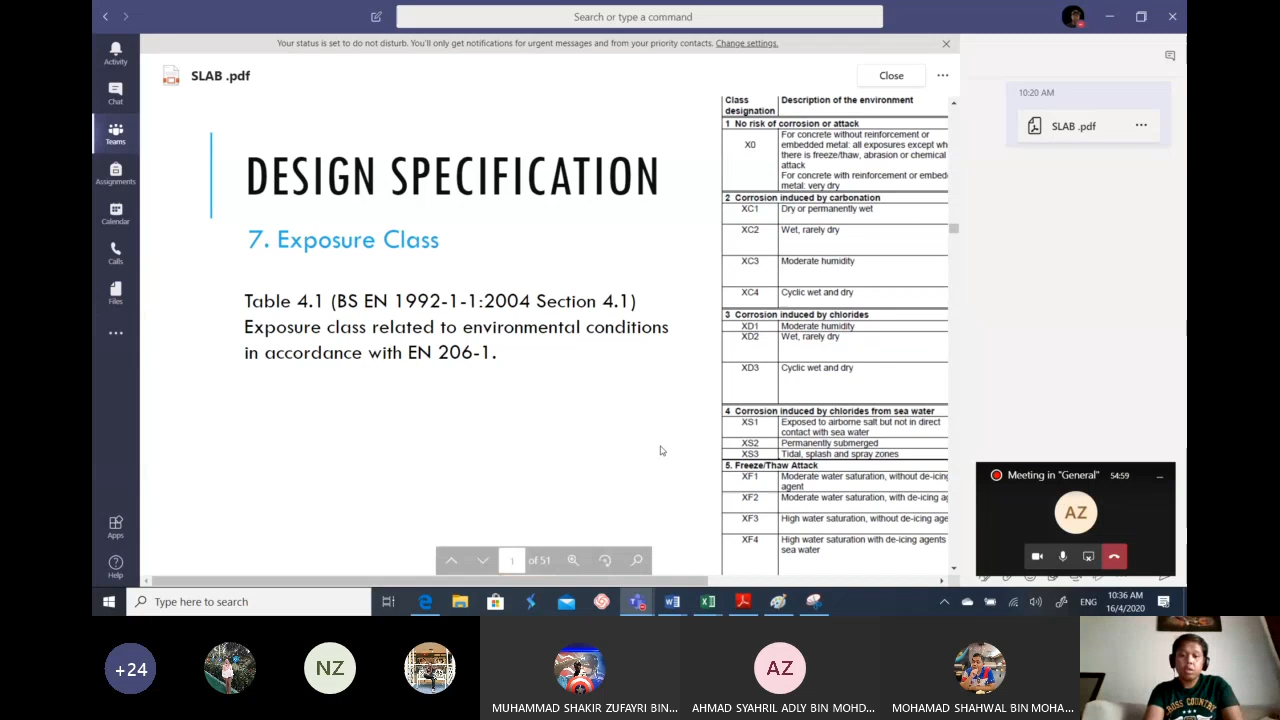 Search or type a command
Your status is set to do not disturb. You'll only get notifications for urgent messages and from your priority contacts. Change settings.
Activity
Chat
Teams
Assignments
Calendar
Calls
Files
Apps
Help
SLAB .pdf
Close
DESIGN SPECIFICATION
7. Exposure Class
Table 4.1 (BS EN 1992-1-1:2004 Section 4.1)
Exposure class related to environmental conditions
in accordance with EN 206-1.
Class designation Description of the environment
1 No risk of corrosion or attack
X0 For concrete without reinforcement or
embedded metal: all exposures except wh
there is freeze/thaw, abrasion or chemical
attack
For concrete with reinforcement or embed
metal: very dry
2 Corrosion induced by carbonation
XC1 Dry or permanently wet
XC2 Wet, rarely dry
XC3 Moderate humidity
XC4 Cyclic wet and dry
3 Corrosion induced by chlorides
XD1 Moderate humidity
XD2 Wet, rarely dry
XD3 Cyclic wet and dry
4 Corrosion induced by chlorides from sea water
XS1 Exposed to airborne salt but not in direct
contact with sea water
XS2 Permanently submerged
XS3 Tidal, splash and spray zones
5. Freeze/Thaw Attack
XF1 Moderate water saturation, without de-icing
agent
XF2 Moderate water saturation, with de-icing ag
XF3 High water saturation, without de-icing age
XF4 High water saturation with de-icing agents
sea water
1 of 51
10:20 AM
SLAB .pdf
Meeting in "General" 54:59
AZ
Type here to search
ENG
10:36 AM
16/4/2020
+24
NZ
MUHAMMAD SHAKIR ZUFAYRI BIN...
AZ
AHMAD SYAHRIL ADLY BIN MOHD...
MOHAMAD SHAHWAL BIN MOHA...
CROSS COUNTRY